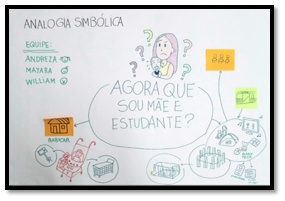 ANALOGIA SIMBÓLICA
EQUIPE:
ANDREZA
MAYARA
WILLIAM
AGORA QUE
SOU MÃE E
ESTUDANTE?